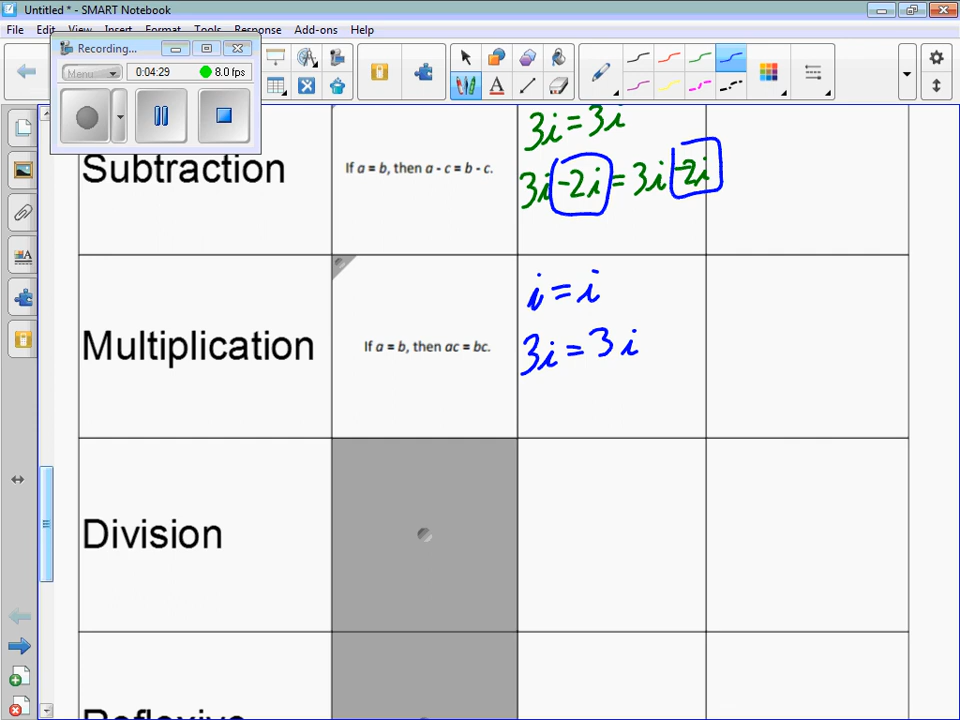 Untitled * - SMART Notebook
File Edit View Insert Format Tools Response Add-ons Help
Recording...
Menu 0:04:29 8.0 fps
3i = 3i
Subtraction If a = b, then a - c = b - c. 3i -2i = 3i -2i
i = i
Multiplication If a = b, then ac = bc. 3i = 3i
Division
Reflexive